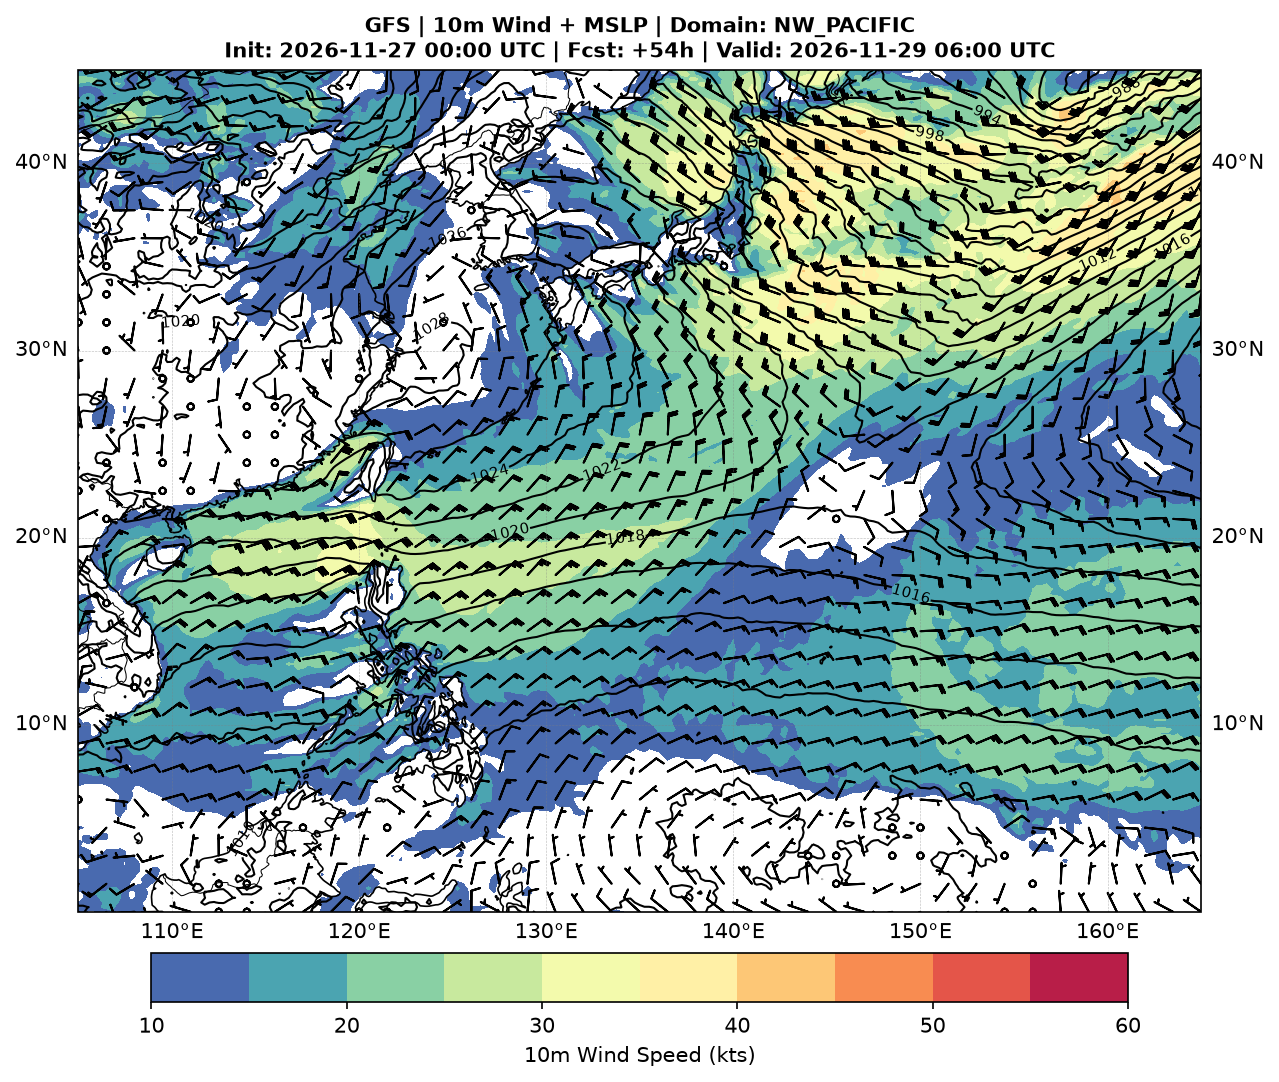 GFS | 10m Wind + MSLP | Domain: NW_PACIFIC
Init: 2026-11-27 00:00 UTC | Fcst: +54h | Valid: 2026-11-29 06:00 UTC
988
994
998
40°N
40°N
1026
1016
1012
1028
1020
30°N
30°N
1024
1022
1020
1018
20°N
20°N
1016
10°N
10°N
1010
110°E
120°E
130°E
140°E
150°E
160°E
10
20
30
40
50
60
10m Wind Speed (kts)